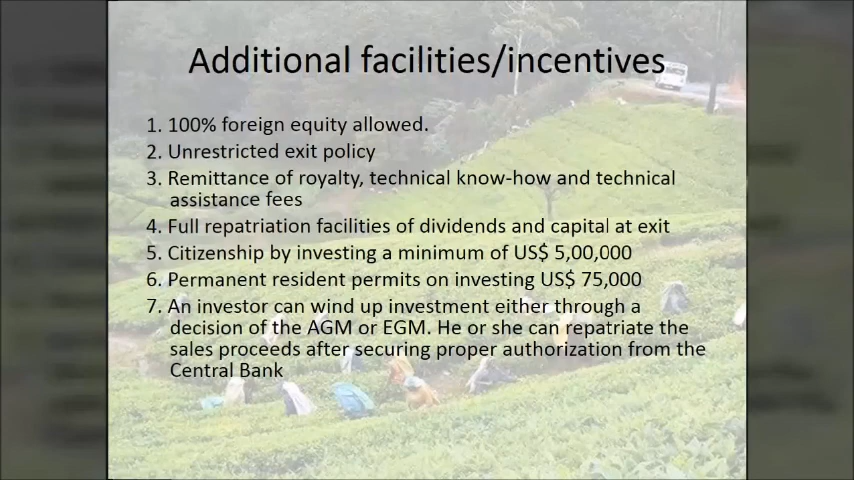 Additional facilities/incentives
1. 100% foreign equity allowed.
2. Unrestricted exit policy
3. Remittance of royalty, technical know-how and technical
assistance fees
4. Full repatriation facilities of dividends and capital at exit
5. Citizenship by investing a minimum of US$ 5,00,000
6. Permanent resident permits on investing US$ 75,000
7. An investor can wind up investment either through a
decision of the AGM or EGM. He or she can repatriate the
sales proceeds after securing proper authorization from the
Central Bank